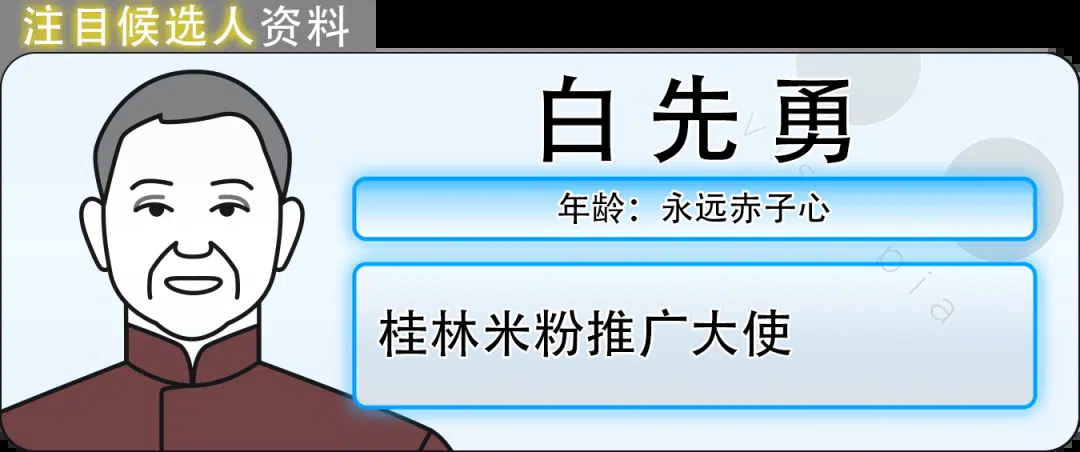 注目候选人资料
白先勇
年龄：永远赤子心
桂林米粉推广大使